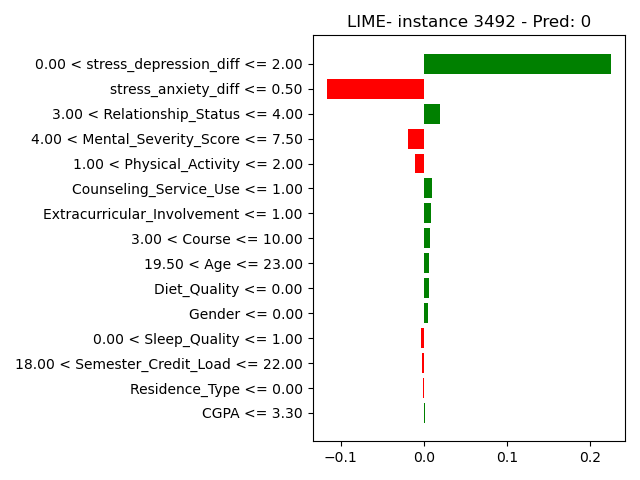 LIME- instance 3492 - Pred: 0
0.00 < stress_depression_diff <= 2.00
stress_anxiety_diff <= 0.50
3.00 < Relationship_Status <= 4.00
4.00 < Mental_Severity_Score <= 7.50
1.00 < Physical_Activity <= 2.00
Counseling_Service_Use <= 1.00
Extracurricular_Involvement <= 1.00
3.00 < Course <= 10.00
19.50 < Age <= 23.00
Diet_Quality <= 0.00
Gender <= 0.00
0.00 < Sleep_Quality <= 1.00
18.00 < Semester_Credit_Load <= 22.00
Residence_Type <= 0.00
CGPA <= 3.30
−0.1 0.0 0.1 0.2